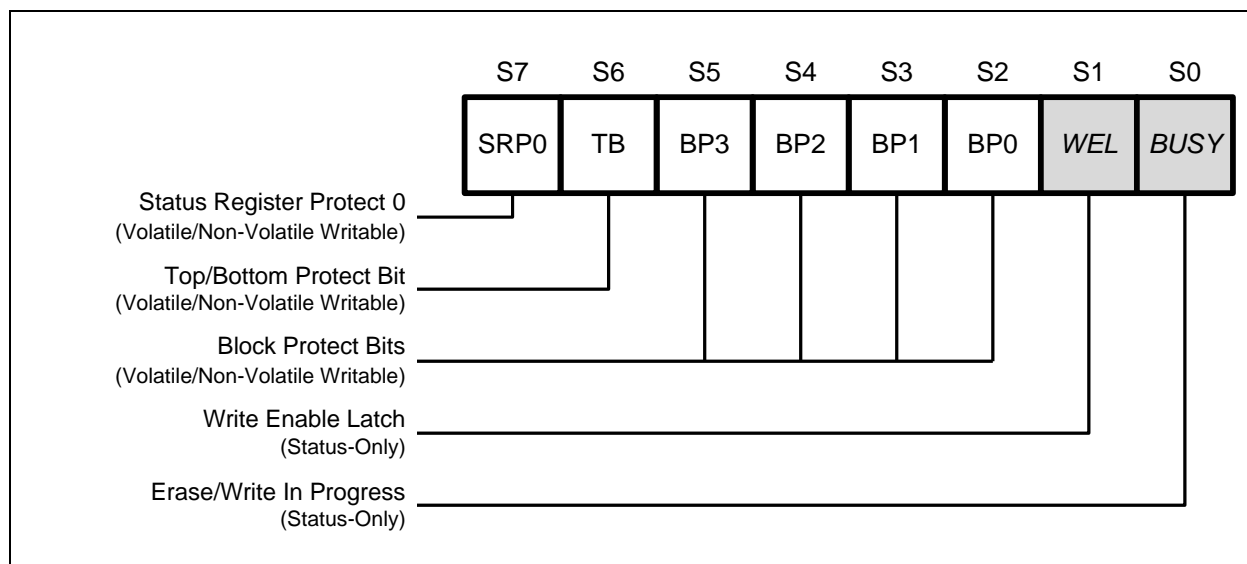 S7 S6 S5 S4 S3 S2 S1 S0
SRP0 TB BP3 BP2 BP1 BP0 WEL BUSY
Status Register Protect 0
(Volatile/Non-Volatile Writable)
Top/Bottom Protect Bit
(Volatile/Non-Volatile Writable)
Block Protect Bits
(Volatile/Non-Volatile Writable)
Write Enable Latch
(Status-Only)
Erase/Write In Progress
(Status-Only)